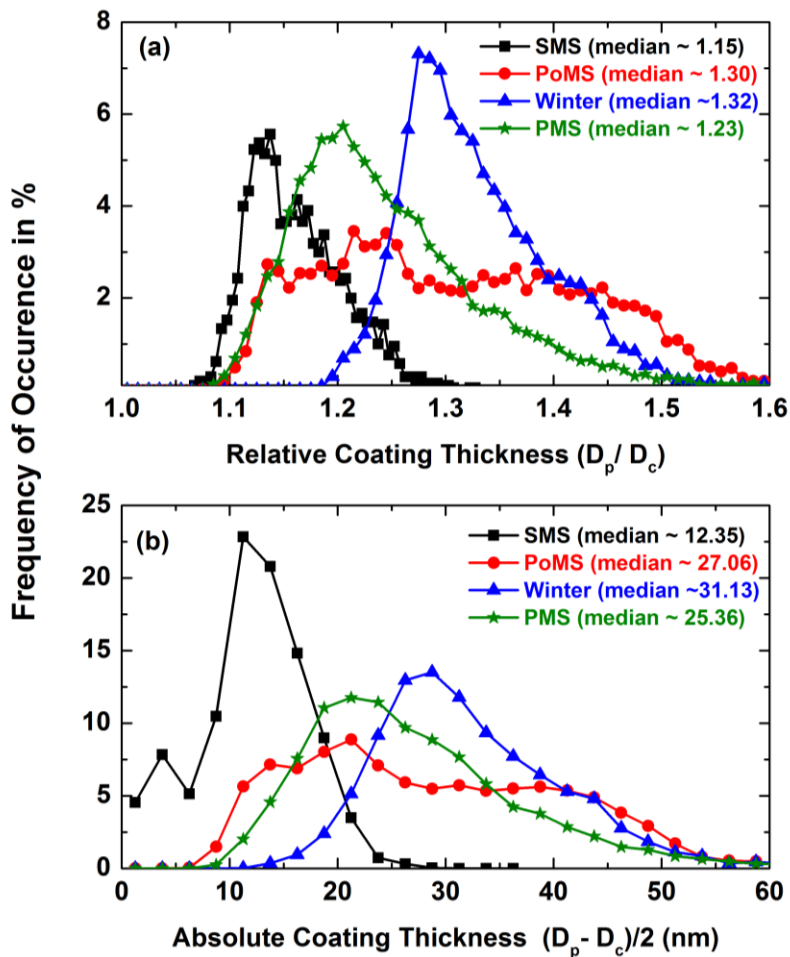 Frequency of Occurence in %
(a)
SMS (median ~ 1.15)
PoMS (median ~ 1.30)
Winter (median ~1.32)
PMS (median ~ 1.23)
8
6
4
2
1.0 1.1 1.2 1.3 1.4 1.5 1.6
Relative Coating Thickness (Dp/ Dc)
(b)
SMS (median ~ 12.35)
PoMS (median ~ 27.06)
Winter (median ~31.13)
PMS (median ~ 25.36)
25
20
15
10
5
0
0 10 20 30 40 50 60
Absolute Coating Thickness (Dp- Dc)/2 (nm)